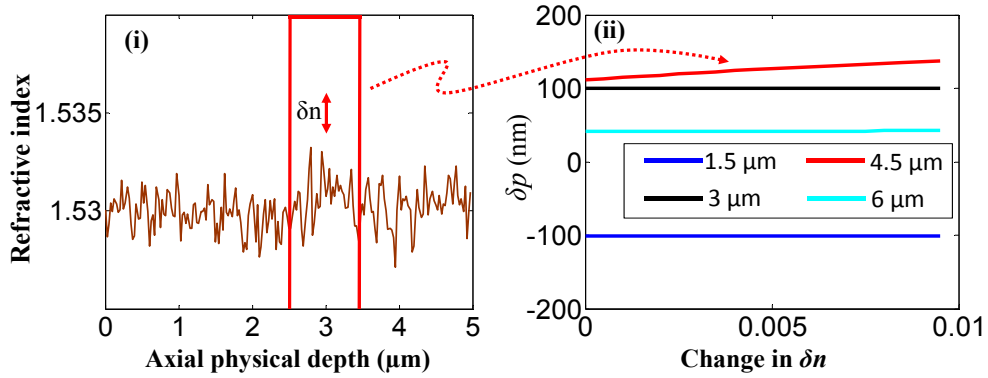 (i)
δn
Refractive index
1.535
1.53
0
1
2
3
4
5
Axial physical depth (μm)
(ii)
δp (nm)
200
100
0
-100
-200
1.5 μm
4.5 μm
3 μm
6 μm
0
0.005
0.01
Change in δn